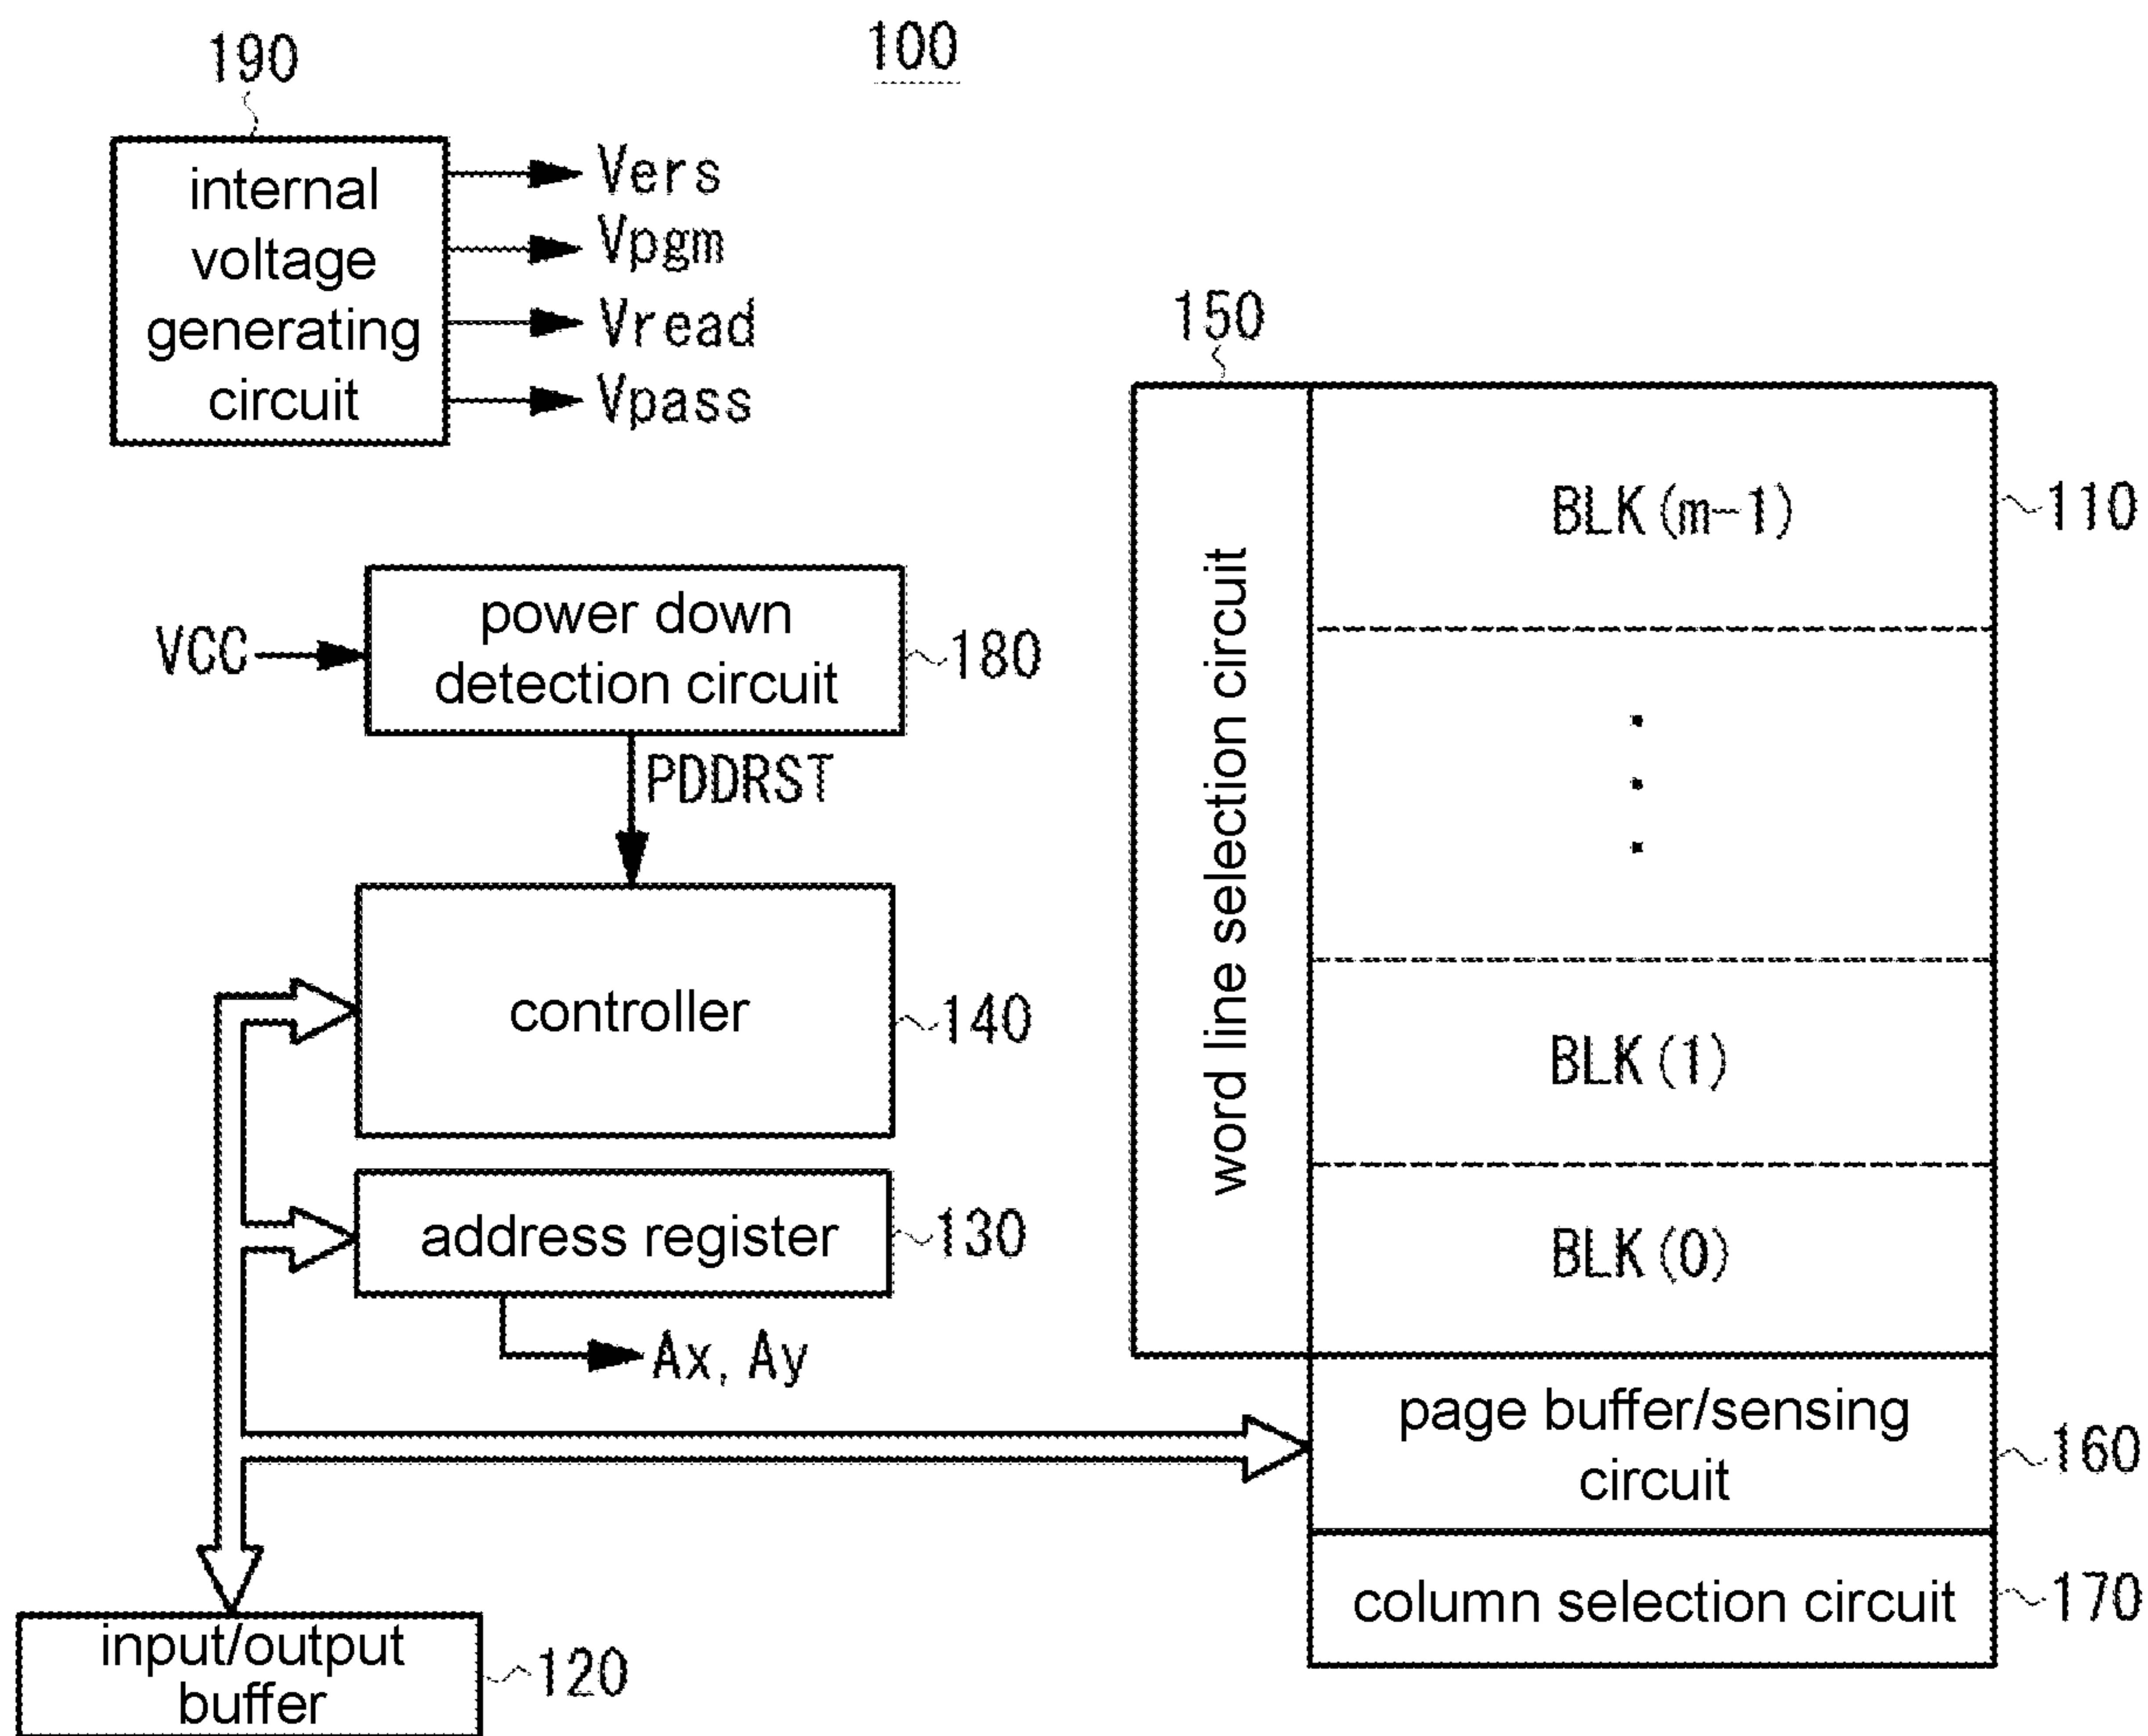 100
190
internal
voltage
generating
circuit
Vers
Vpgm
Vread
Vpass
VCC
power down
detection circuit
180
PDDRST
controller
140
address register
130
Ax, Ay
input/output
buffer
120
150
word line selection circuit
BLK(m-1)
110
BLK(1)
BLK(0)
page buffer/sensing
circuit
160
column selection circuit
170